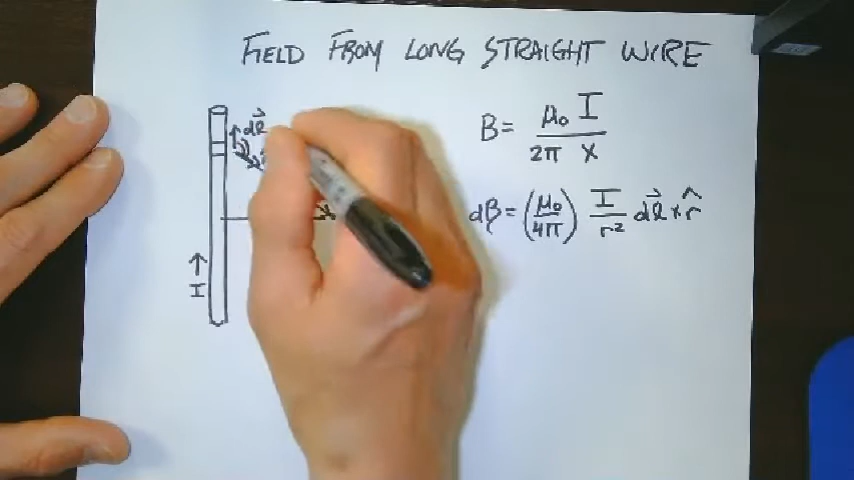 FIELD FROM LONG STRAIGHT WIRE
B = μ₀ I / 2π x
dB = (μ₀/4π) I/r² dl⃗ × r̂
dl⃗
x
I